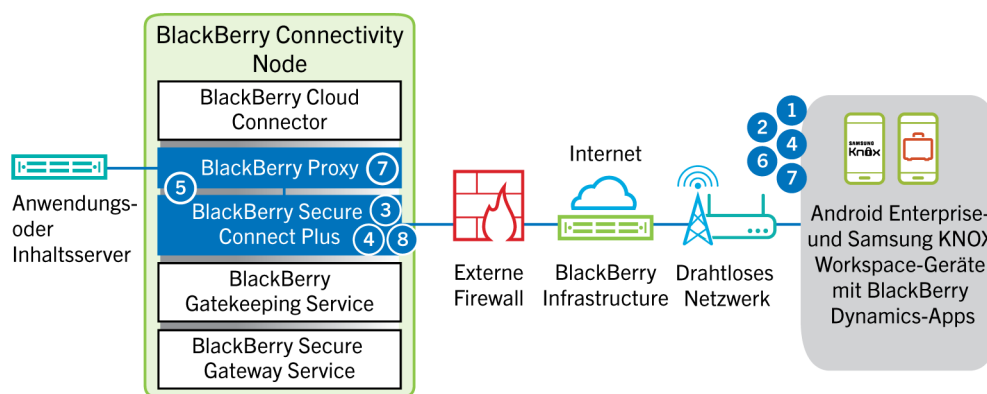 BlackBerry Connectivity
Node
BlackBerry Cloud
Connector
BlackBerry Proxy 7
5
BlackBerry Secure 3
Connect Plus 4 8
BlackBerry
Gatekeeping Service
BlackBerry Secure
Gateway Service
Anwendungs-
oder
Inhaltsserver
Externe
Firewall
Internet
BlackBerry
Infrastructure
Drahtloses
Netzwerk
1
2
4
6
7
SAMSUNG
Knox
Android Enterprise-
und Samsung KNOX
Workspace-Geräte
mit BlackBerry
Dynamics-Apps